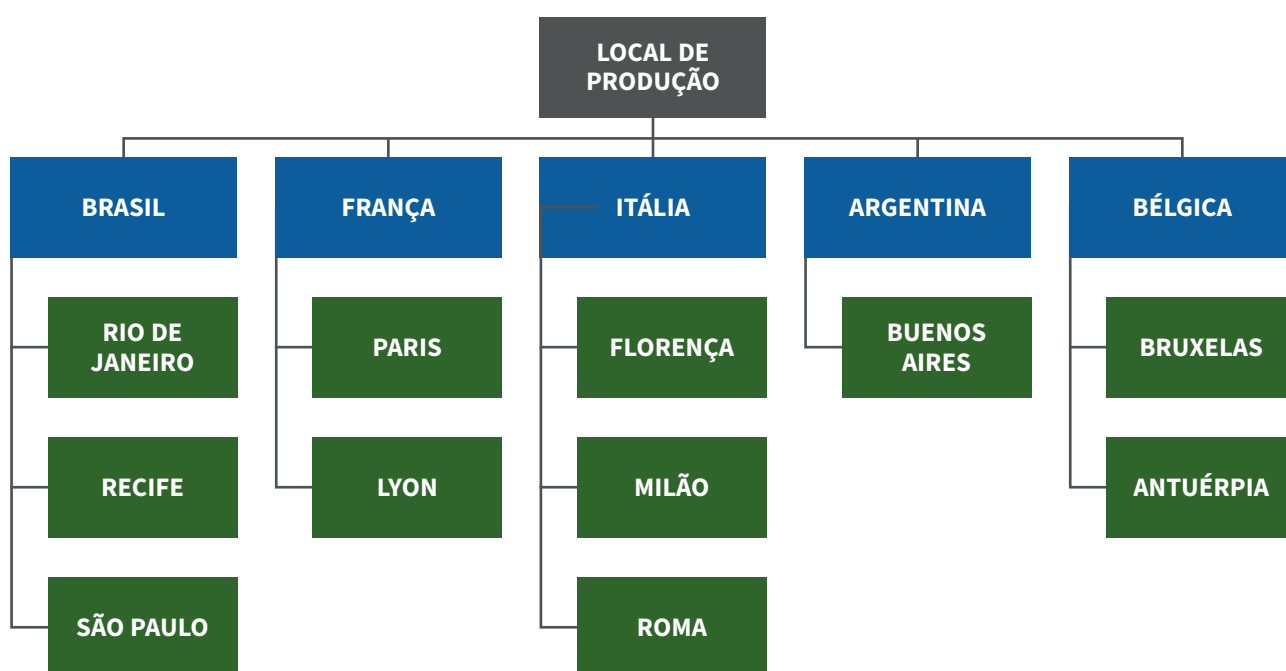 LOCAL DE
PRODUÇÃO
BRASIL
FRANÇA
ITÁLIA
ARGENTINA
BÉLGICA
RIO DE
JANEIRO
PARIS
FLORENÇA
BUENOS
AIRES
BRUXELAS
RECIFE
LYON
MILÃO
ANTUÉRPIA
SÃO PAULO
ROMA